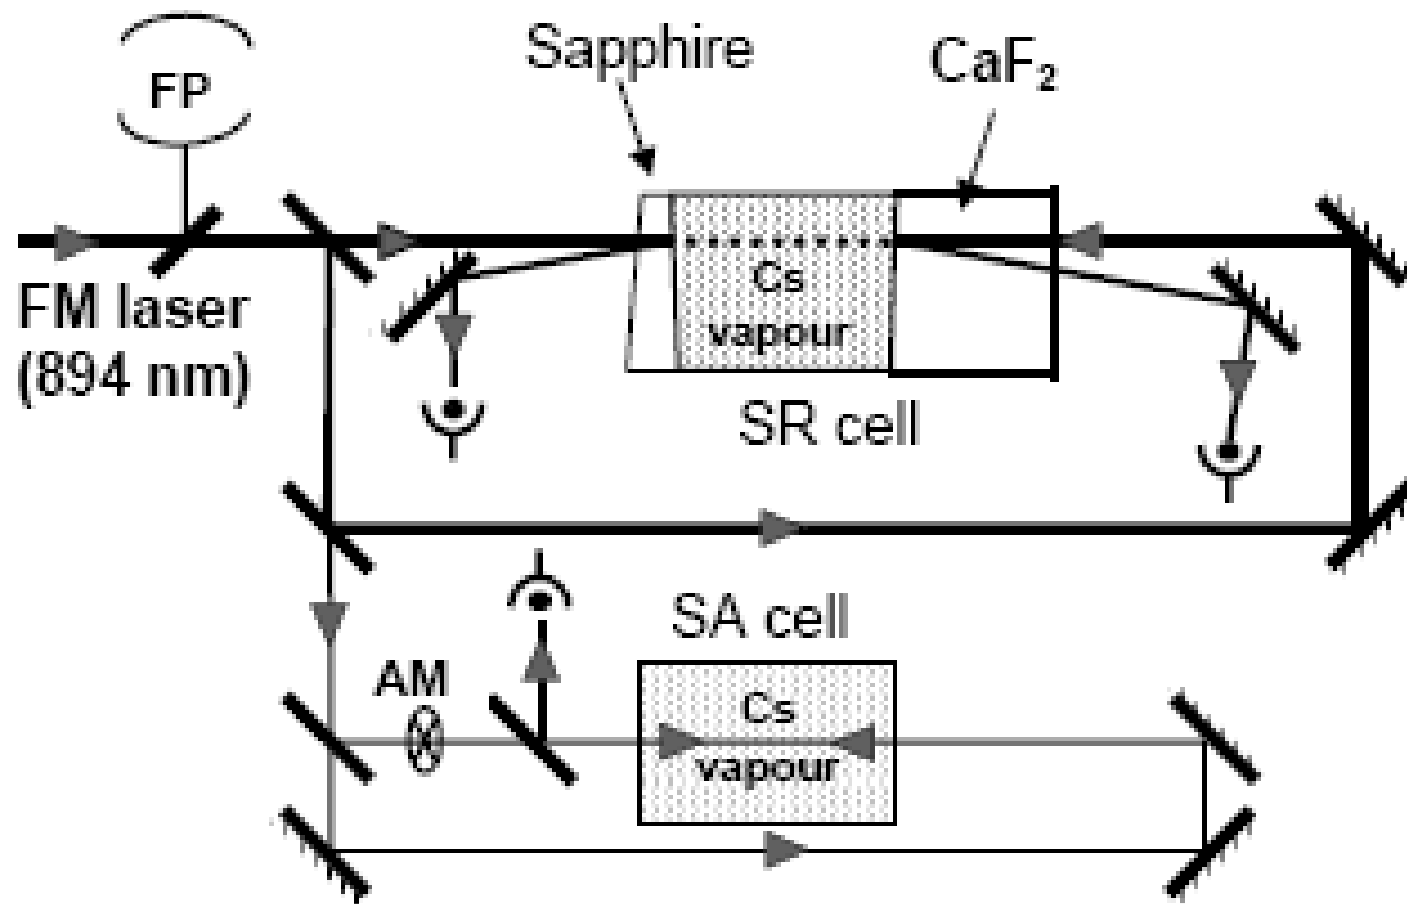 FP
Sapphire
CaF₂
FM laser
(894 nm)
Cs
vapour
SR cell
SA cell
AM
Cs
vapour